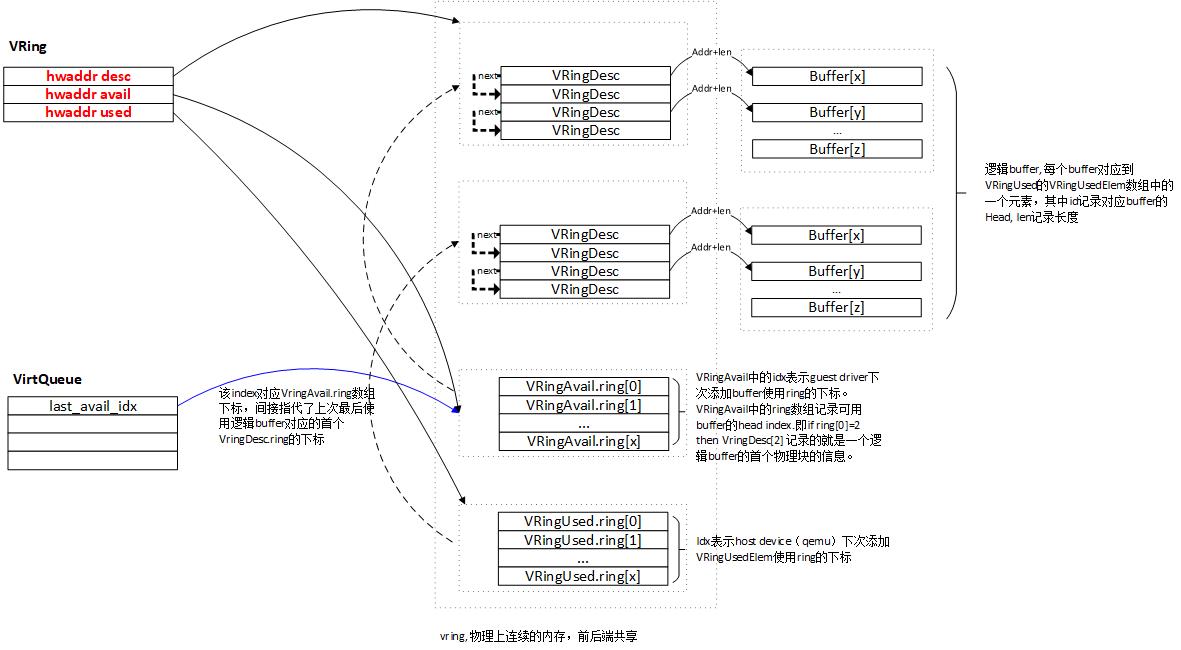 VRing
hwaddr desc
hwaddr avail
hwaddr used
next
next
VRingDesc
VRingDesc
VRingDesc
VRingDesc
Addr+len
Addr+len
Buffer[x]
Buffer[y]
...
Buffer[z]
next
next
VRingDesc
VRingDesc
VRingDesc
VRingDesc
Addr+len
Addr+len
Buffer[x]
Buffer[y]
...
Buffer[z]
逻辑buffer,每个buffer对应到
VRingUsed的VRingUsedElem数组中的
一个元素，其中id记录对应buffer的
Head, len记录长度
VirtQueue
last_avail_idx
该index对应VringAvail.ring数组
下标，间接指代了上次最后使
用逻辑buffer对应的首个
VringDesc.ring的下标
VRingAvail.ring[0]
VRingAvail.ring[1]
...
VRingAvail.ring[x]
VRingAvail中的idx表示guest driver下
次添加buffer使用ring的下标。
VRingAvail中的ring数组记录可用
buffer的head index.即if ring[0]=2
then VringDesc[2] 记录的就是一个逻
辑buffer的首个物理块的信息。
VRingUsed.ring[0]
VRingUsed.ring[1]
...
VRingUsed.ring[x]
Idx表示host device（qemu）下次添加
VRingUsedElem使用ring的下标
vring,物理上连续的内存，前后端共享